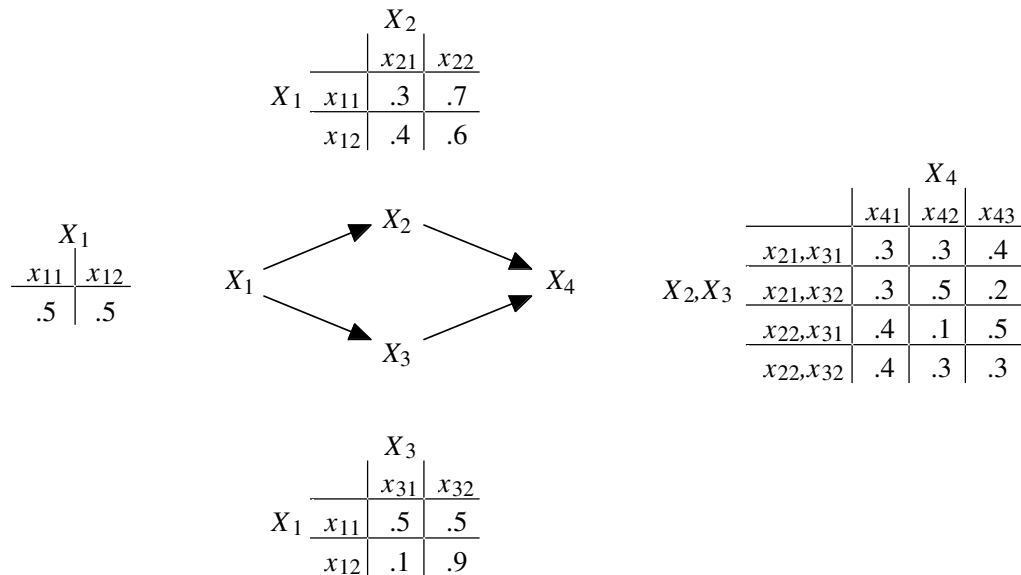 X2
x21 x22
X1 x11 .3 .7
x12 .4 .6
X1
x11 x12
.5 .5
X1
X2
X3
X4
X4
x41 x42 x43
x21,x31 .3 .3 .4
X2,X3 x21,x32 .3 .5 .2
x22,x31 .4 .1 .5
x22,x32 .4 .3 .3
X3
x31 x32
X1 x11 .5 .5
x12 .1 .9